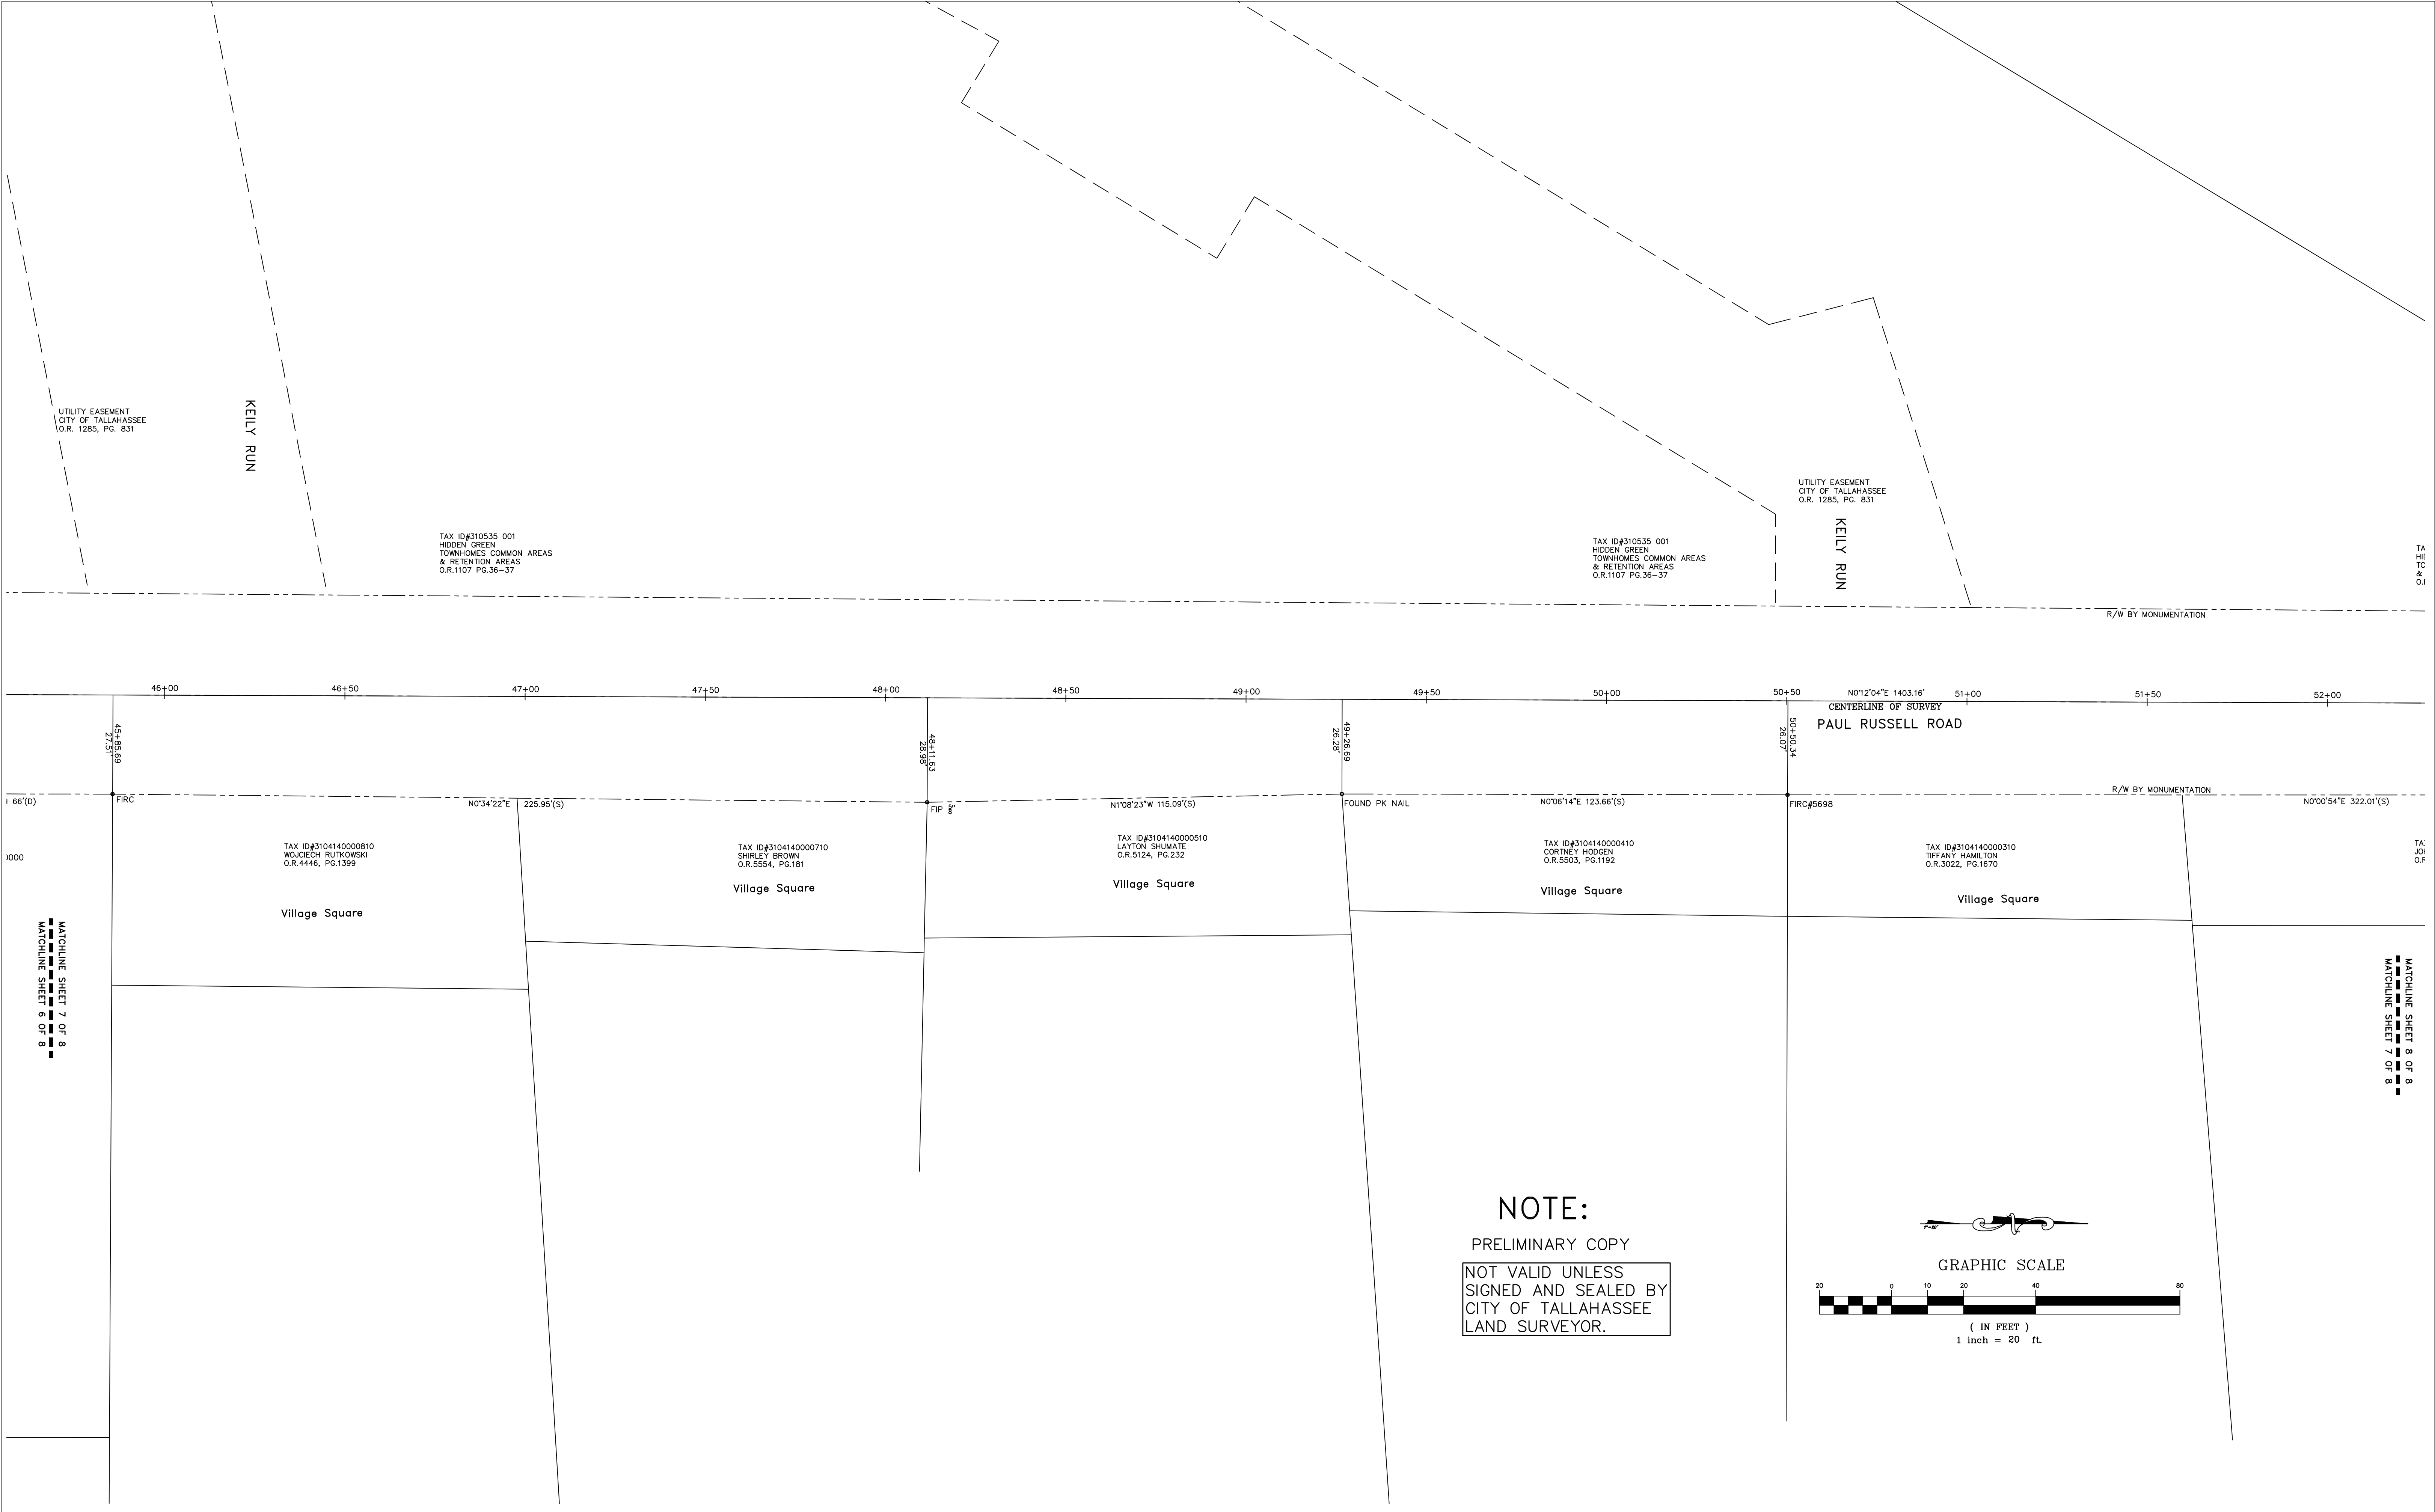 UTILITY EASEMENT
CITY OF TALLAHASSEE
O.R. 1285, PG. 831
KEILY RUN
TAX ID#310535 001
HIDDEN GREEN
TOWNHOMES COMMON AREAS
& RETENTION AREAS
O.R.1107 PG.36-37
TAX ID#310535 001
HIDDEN GREEN
TOWNHOMES COMMON AREAS
& RETENTION AREAS
O.R.1107 PG.36-37
UTILITY EASEMENT
CITY OF TALLAHASSEE
O.R. 1285, PG. 831
KEILY RUN
R/W BY MONUMENTATION
46+00
46+50
47+00
47+50
48+00
48+50
49+00
49+50
50+00
50+50
N0°12'04"E 1403.16'
51+00
51+50
52+00
CENTERLINE OF SURVEY
PAUL RUSSELL ROAD
45+85.69
27.51'
48+11.63
28.98'
49+26.69
26.28'
50+50.34
26.07'
66'(D)
FIRC
N0°34'22"E 225.95'(S)
FIP 5/8"
N1°08'23"W 115.09'(S)
FOUND PK NAIL
N0°06'14"E 123.66'(S)
FIRC#5698
R/W BY MONUMENTATION
N0°00'54"E 322.01'(S)
TAX ID#3104140000810
WOJCIECH RUTKOWSKI
O.R.4446, PG.1399
Village Square
TAX ID#3104140000710
SHIRLEY BROWN
O.R.5554, PG.181
Village Square
TAX ID#3104140000510
LAYTON SHUMATE
O.R.5124, PG.232
Village Square
TAX ID#3104140000410
CORTNEY HODGEN
O.R.5503, PG.1192
Village Square
TAX ID#3104140000310
TIFFANY HAMILTON
O.R.3022, PG.1670
Village Square
MATCHLINE SHEET 7 OF 8
MATCHLINE SHEET 6 OF 8
MATCHLINE SHEET 8 OF 8
MATCHLINE SHEET 7 OF 8
NOTE:
PRELIMINARY COPY
NOT VALID UNLESS
SIGNED AND SEALED BY
CITY OF TALLAHASSEE
LAND SURVEYOR.
1"=20'
GRAPHIC SCALE
20 0 10 20 40 80
( IN FEET )
1 inch = 20 ft.